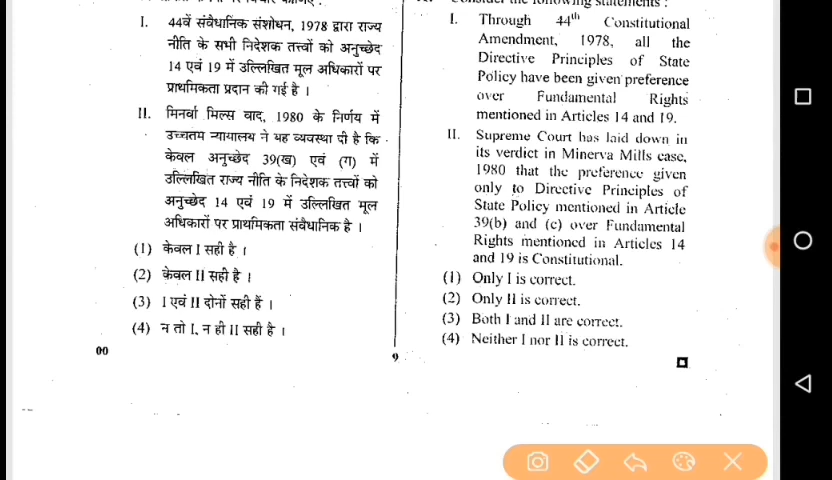 I. 44वें संवैधानिक संशोधन, 1978 द्वारा राज्य
नीति के सभी निदेशक तत्त्वों को अनुच्छेद
14 एवं 19 में उल्लिखित मूल अधिकारों पर
प्राथमिकता प्रदान की गई है ।
II. मिनर्वा मिल्स वाद, 1980 के निर्णय में
उच्चतम न्यायालय ने यह व्यवस्था दी है कि
केवल अनुच्छेद 39(ख) एवं (ग) में
उल्लिखित राज्य नीति के निदेशक तत्त्वों को
अनुच्छेद 14 एवं 19 में उल्लिखित मूल
अधिकारों पर प्राथमिकता संवैधानिक है ।
(1) केवल I सही है ।
(2) केवल II सही है ।
(3) I एवं II दोनों सही हैं ।
(4) न तो I, न ही II सही है ।
00
9
Consider the following statements :
I. Through 44th Constitutional
Amendment, 1978, all the
Directive Principles of State
Policy have been given preference
over Fundamental Rights
mentioned in Articles 14 and 19.
II. Supreme Court has laid down in
its verdict in Minerva Mills case,
1980 that the preference given
only to Directive Principles of
State Policy mentioned in Article
39(b) and (c) over Fundamental
Rights mentioned in Articles 14
and 19 is Constitutional.
(1) Only I is correct.
(2) Only II is correct.
(3) Both I and II are correct.
(4) Neither I nor II is correct.